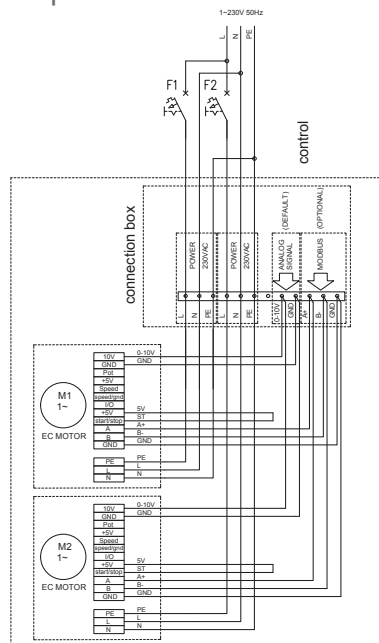 1~230V 50Hz
L
N
PE
F1
F2
control
connection box
POWER
230VAC
POWER
230VAC
ANALOG
SIGNAL
(DEFAULT)
MODBUS
(OPTIONAL)
L
N
PE
L
N
PE
0-10V
GND
A+
B-
GND
M1
1~
EC MOTOR
10V
GND
Pot
+5V
Speed
speed/gnd
I/O
+5V
start/stop
A
B
GND
PE
L
N
0-10V
GND
5V
ST
A+
B-
GND
PE
L
N
M2
1~
EC MOTOR
10V
GND
Pot
+5V
Speed
speed/gnd
I/O
+5V
start/stop
A
B
GND
PE
L
N
0-10V
GND
5V
ST
A+
B-
GND
PE
L
N